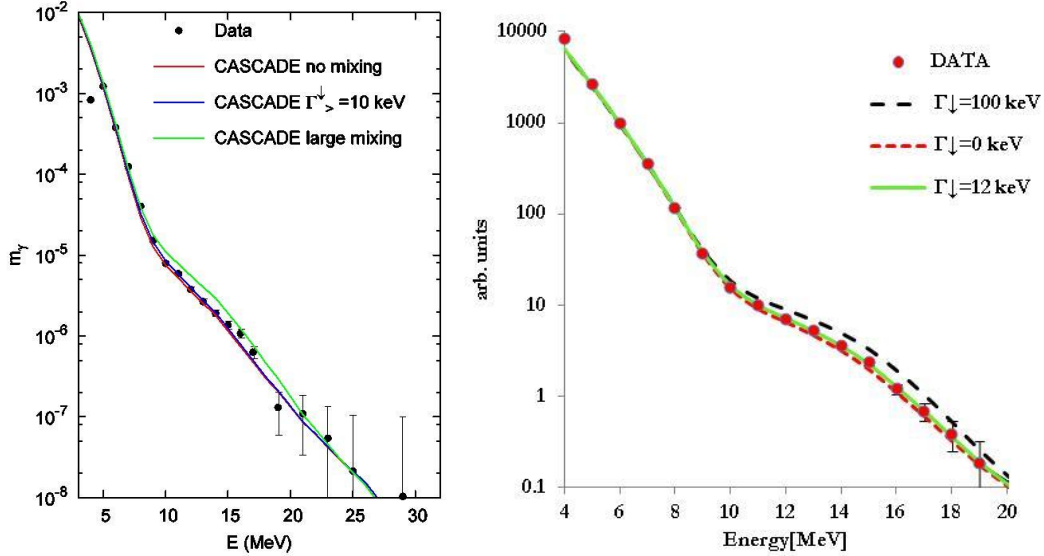 10⁻²
10⁻³
10⁻⁴
10⁻⁵
10⁻⁶
10⁻⁷
10⁻⁸
mγ
5 10 15 20 25 30
E (MeV)
Data
CASCADE no mixing
CASCADE Γ↓> =10 keV
CASCADE large mixing
10000
1000
100
10
1
0.1
arb. units
4 6 8 10 12 14 16 18 20
Energy[MeV]
DATA
Γ↓=100 keV
Γ↓=0 keV
Γ↓=12 keV